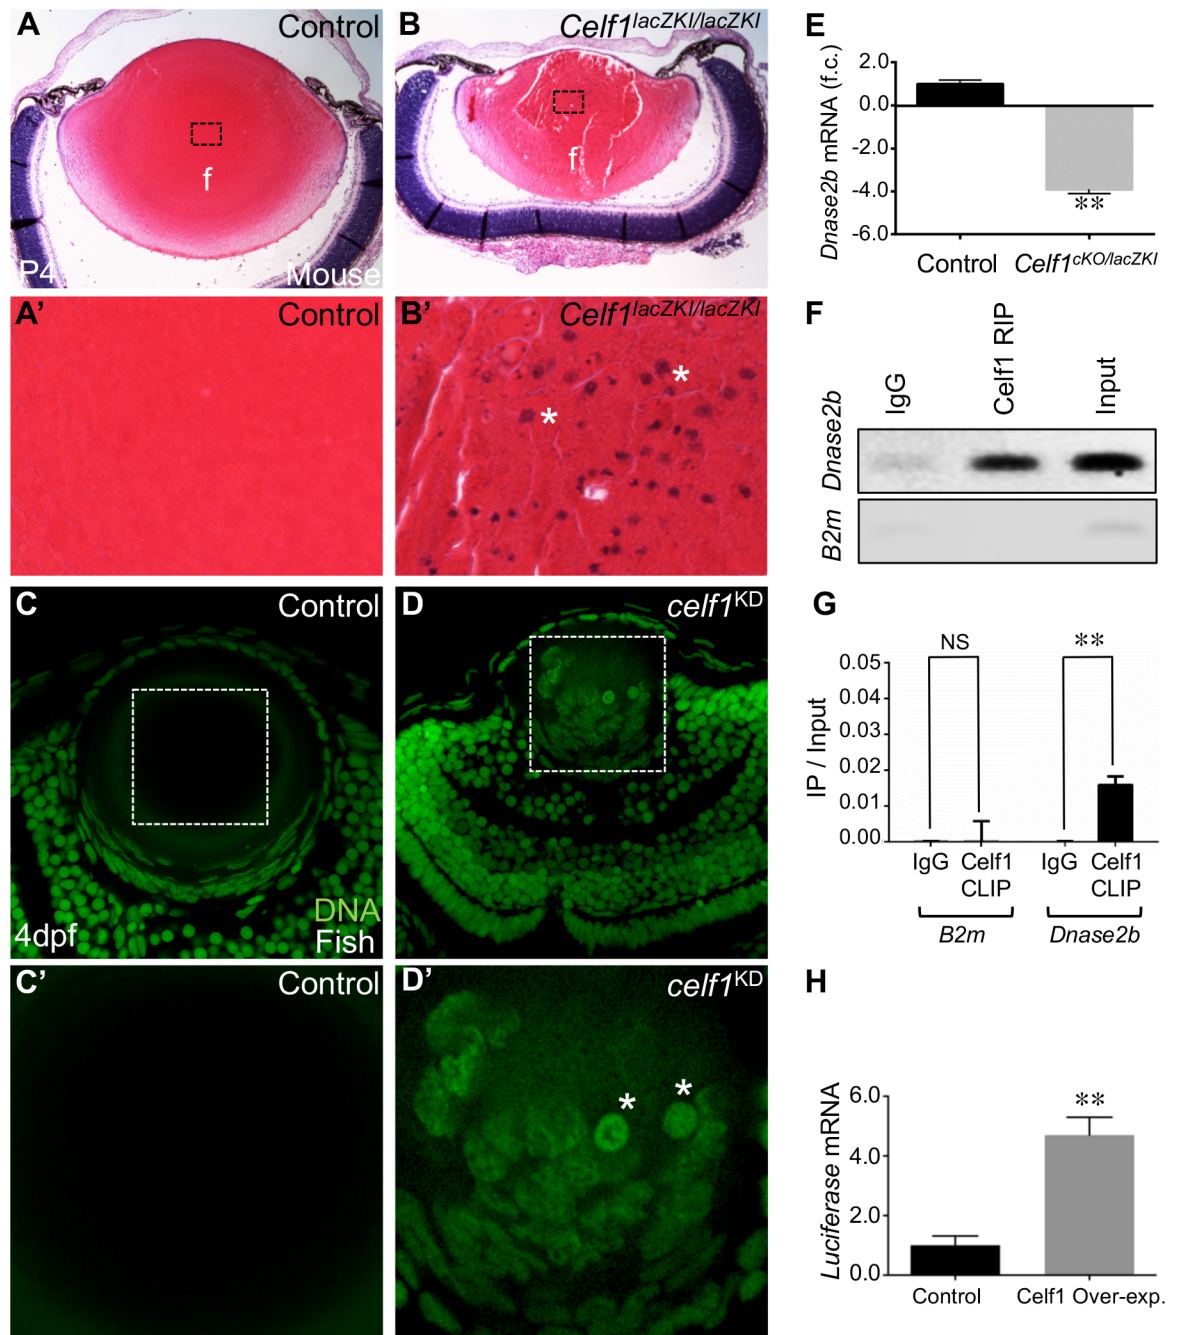 A Control
f
P4 Mouse
B Celf1lacZKI/lacZKI
f
A’ Control
B’ Celf1lacZKI/lacZKI
*
*
C Control
DNA
4dpf Fish
D celf1KD
C’ Control
D’ celf1KD
*
*
E
Dnase2b mRNA (f.c.)
2.0
0.0
-2.0
-4.0
-6.0
**
Control Celf1cKO/lacZKI
F
IgG Celf1 RIP Input
Dnase2b
B2m
G
NS **
IP / Input
0.05
0.04
0.03
0.02
0.01
0.00
IgG Celf1 IgG Celf1
CLIP CLIP
B2m Dnase2b
H
Luciferase mRNA
6.0
4.0
2.0
0.0
**
Control Celf1 Over-exp.